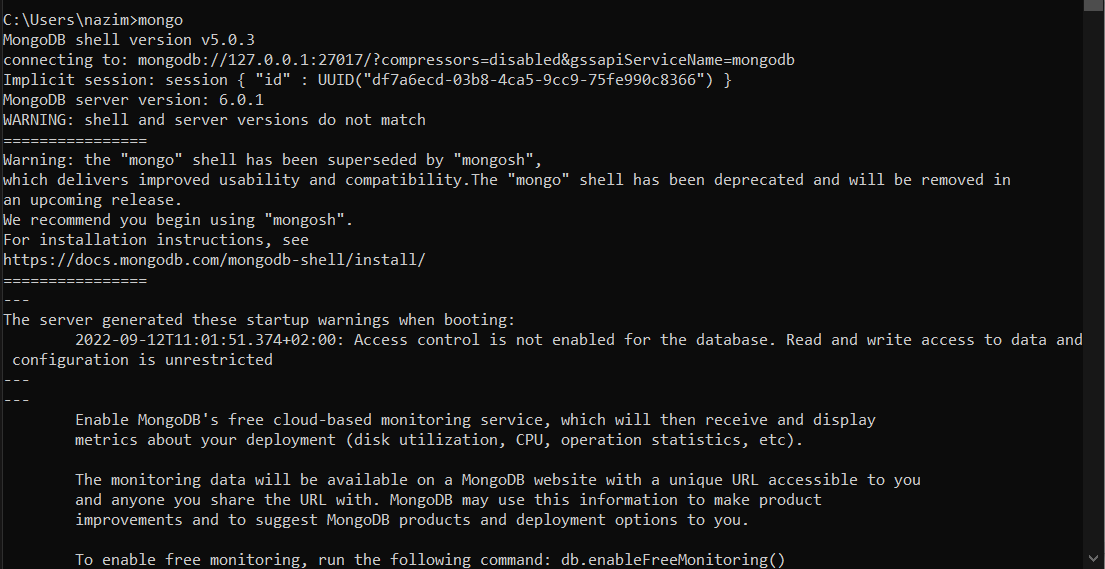 C:\Users\nazim>mongo
MongoDB shell version v5.0.3
connecting to: mongodb://127.0.0.1:27017/?compressors=disabled&gssapiServiceName=mongodb
Implicit session: session { "id" : UUID("df7a6ecd-03b8-4ca5-9cc9-75fe990c8366") }
MongoDB server version: 6.0.1
WARNING: shell and server versions do not match
================
Warning: the "mongo" shell has been superseded by "mongosh",
which delivers improved usability and compatibility.The "mongo" shell has been deprecated and will be removed in
an upcoming release.
We recommend you begin using "mongosh".
For installation instructions, see
https://docs.mongodb.com/mongodb-shell/install/
================
---
The server generated these startup warnings when booting:
        2022-09-12T11:01:51.374+02:00: Access control is not enabled for the database. Read and write access to data and
 configuration is unrestricted
---
---
        Enable MongoDB's free cloud-based monitoring service, which will then receive and display
        metrics about your deployment (disk utilization, CPU, operation statistics, etc).

        The monitoring data will be available on a MongoDB website with a unique URL accessible to you
        and anyone you share the URL with. MongoDB may use this information to make product
        improvements and to suggest MongoDB products and deployment options to you.

        To enable free monitoring, run the following command: db.enableFreeMonitoring()